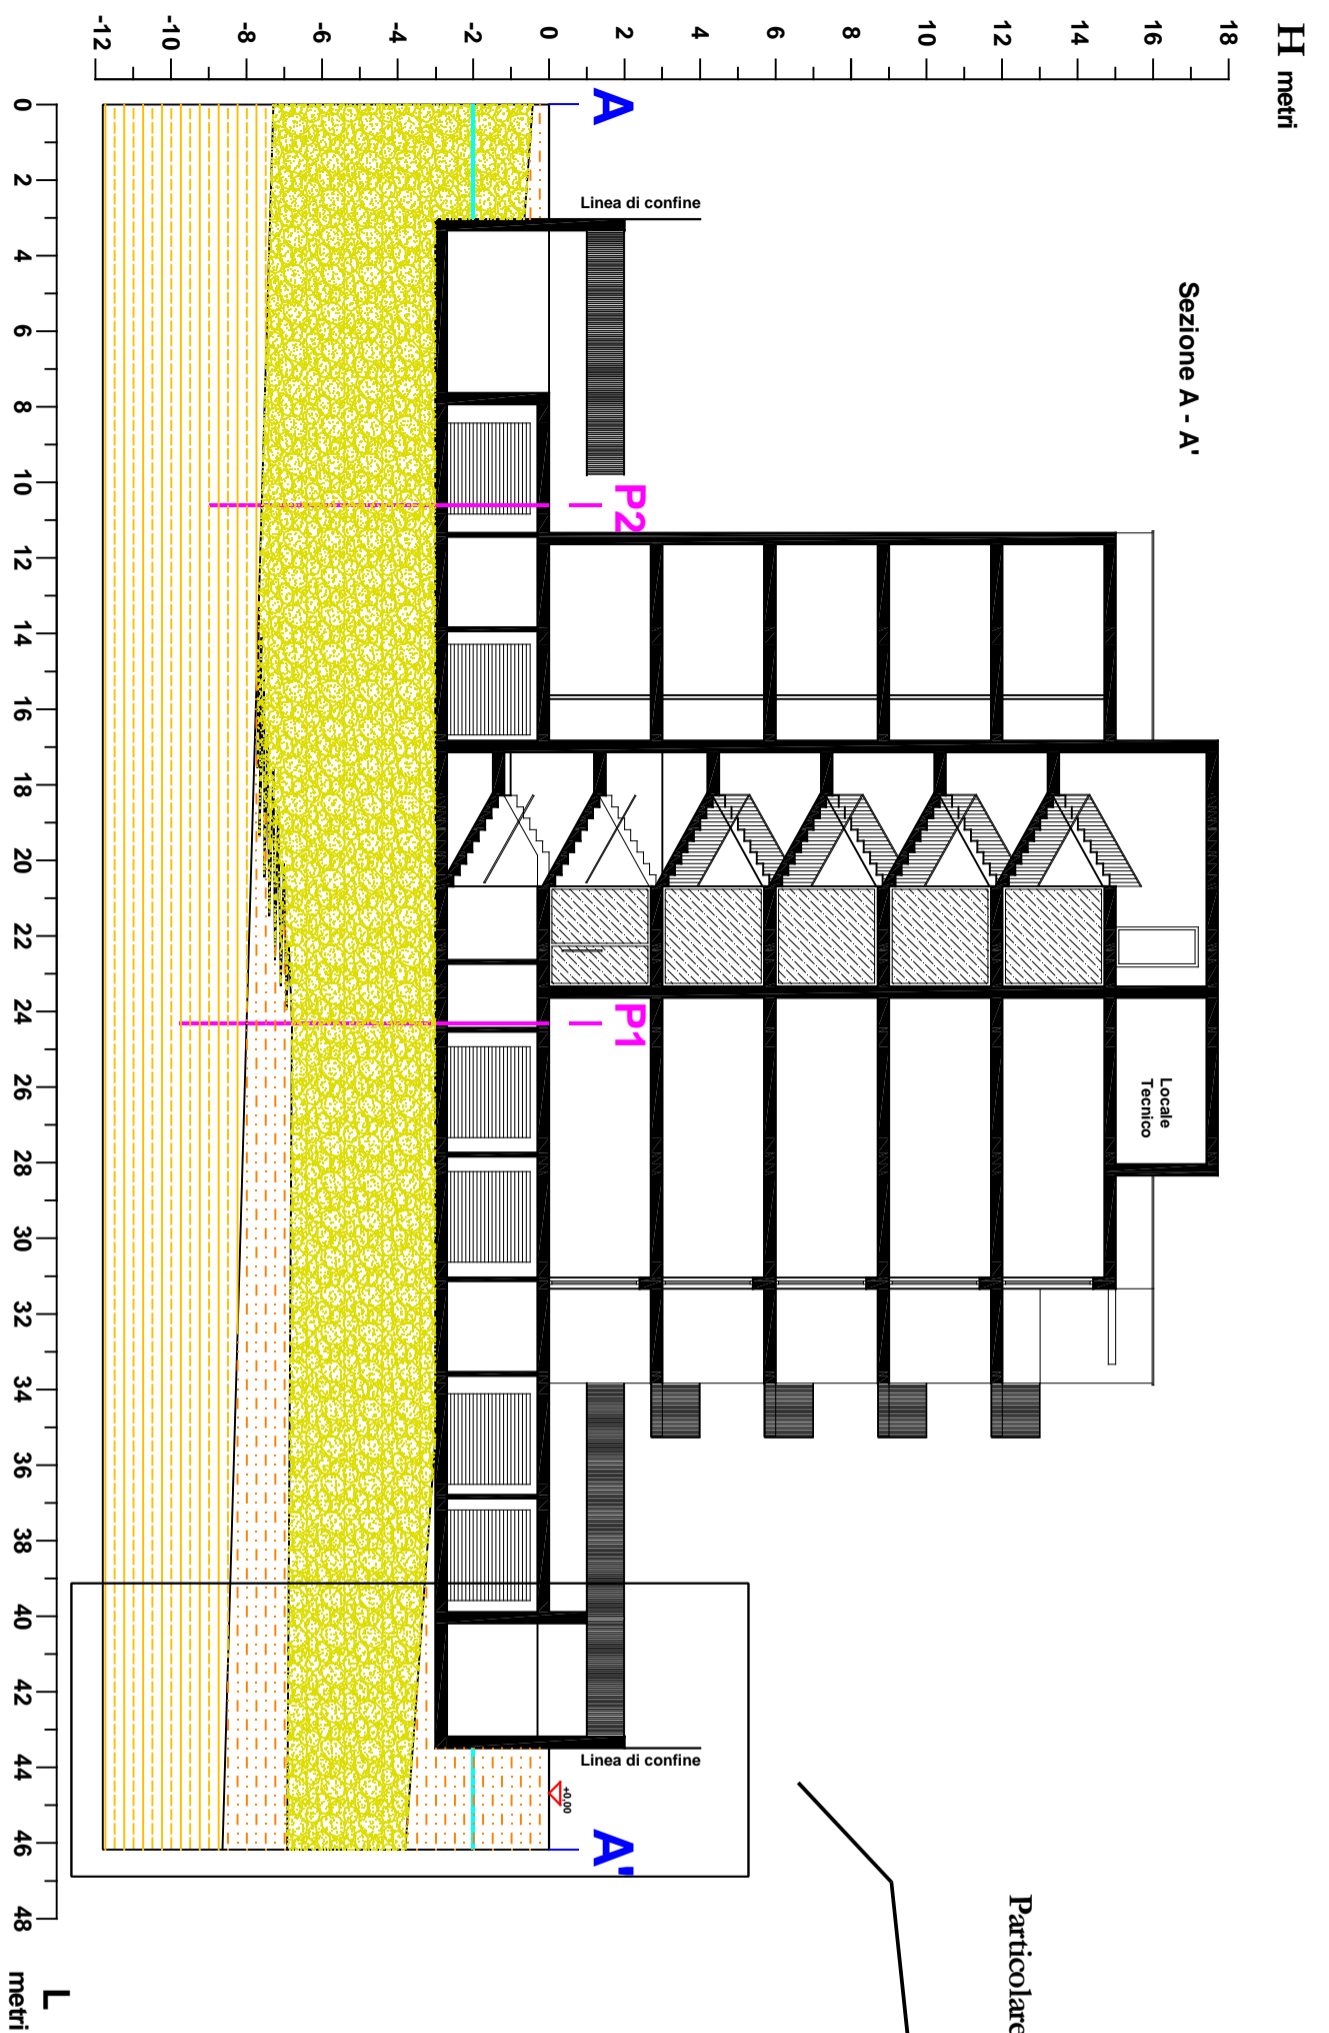 H metri
18
16
14
12
10
8
6
4
2
0
-2
-4
-6
-8
-10
-12
Sezione A - A'
Locale
Tecnico
Linea di confine
Linea di confine
A
P2
P1
A'
+0,00
Particolare
0 2 4 6 8 10 12 14 16 18 20 22 24 26 28 30 32 34 36 38 40 42 44 46 48
L
metri